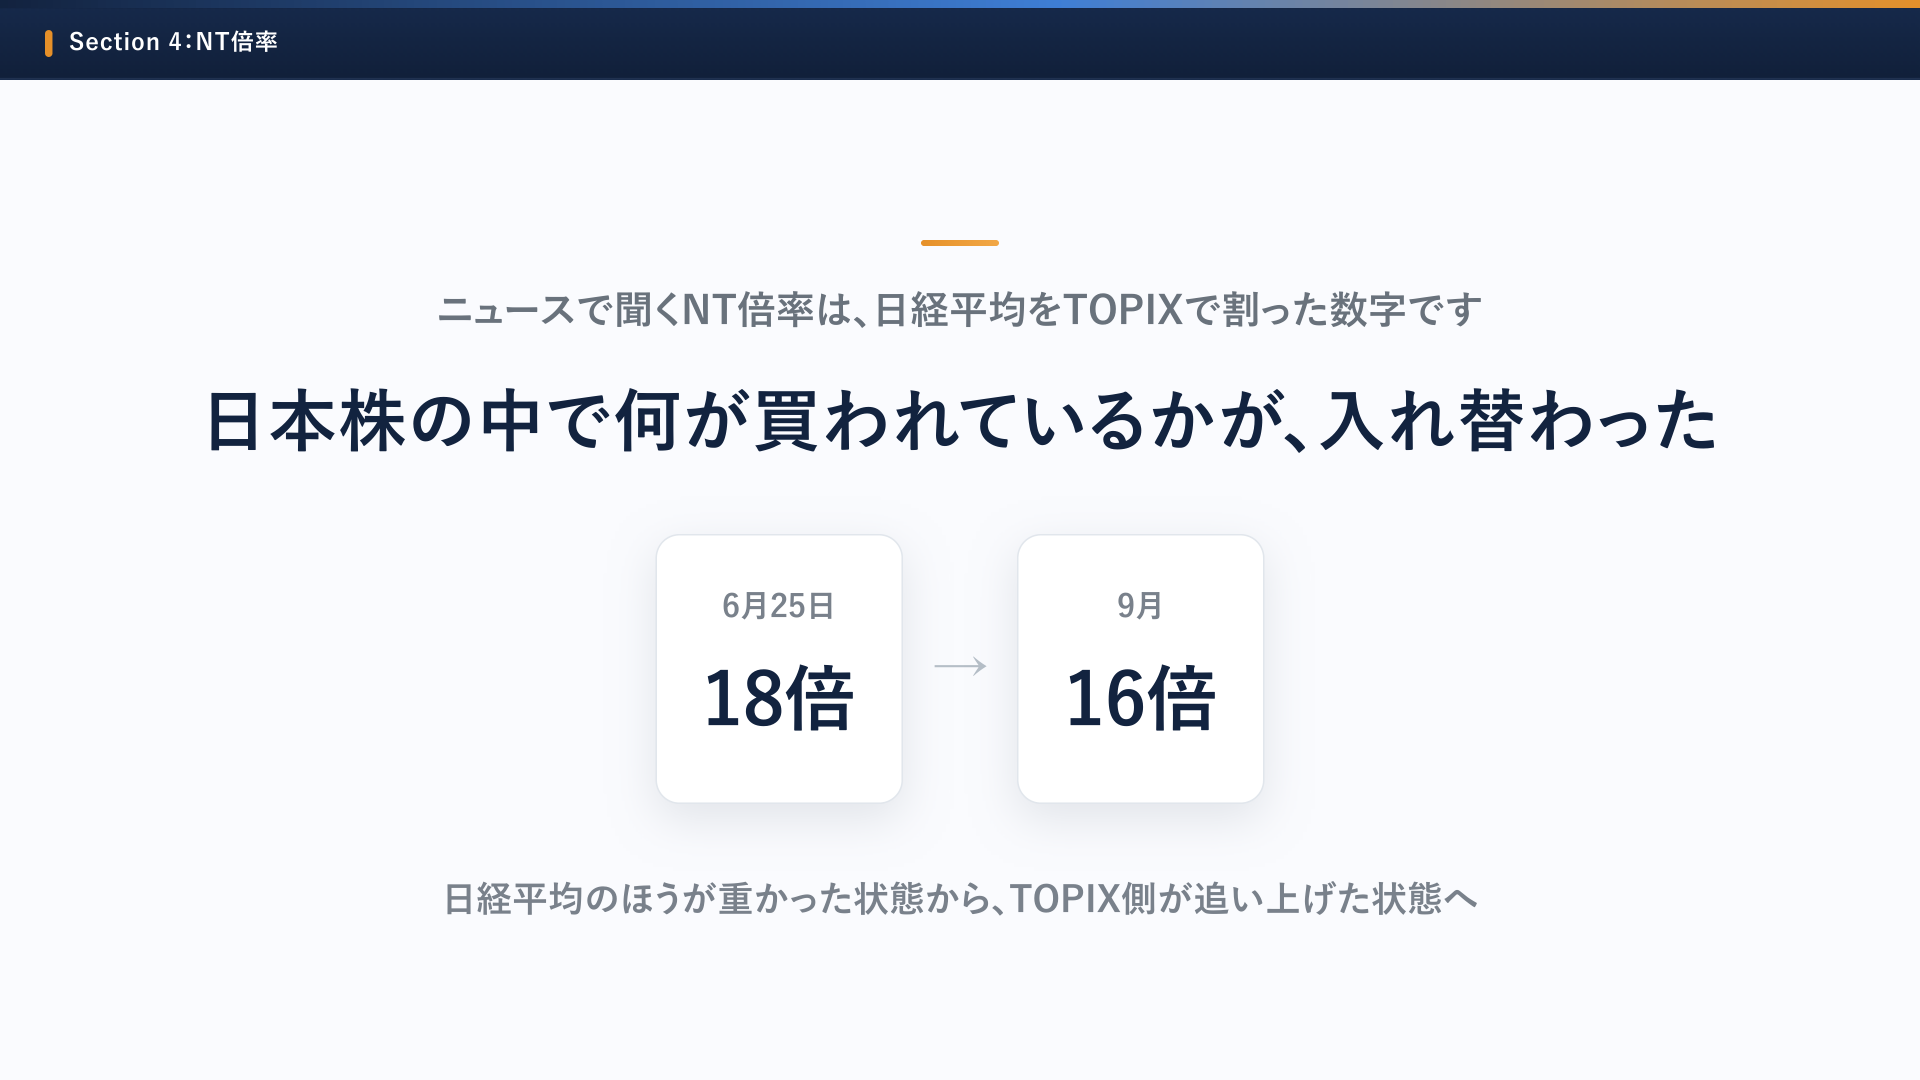 Section 4：NT倍率
ニュースで聞くNT倍率は、日経平均をTOPIXで割った数字です
日本株の中で何が買われているかが、入れ替わった
6月25日
18倍
→
9月
16倍
日経平均のほうが重かった状態から、TOPIX側が追い上げた状態へ